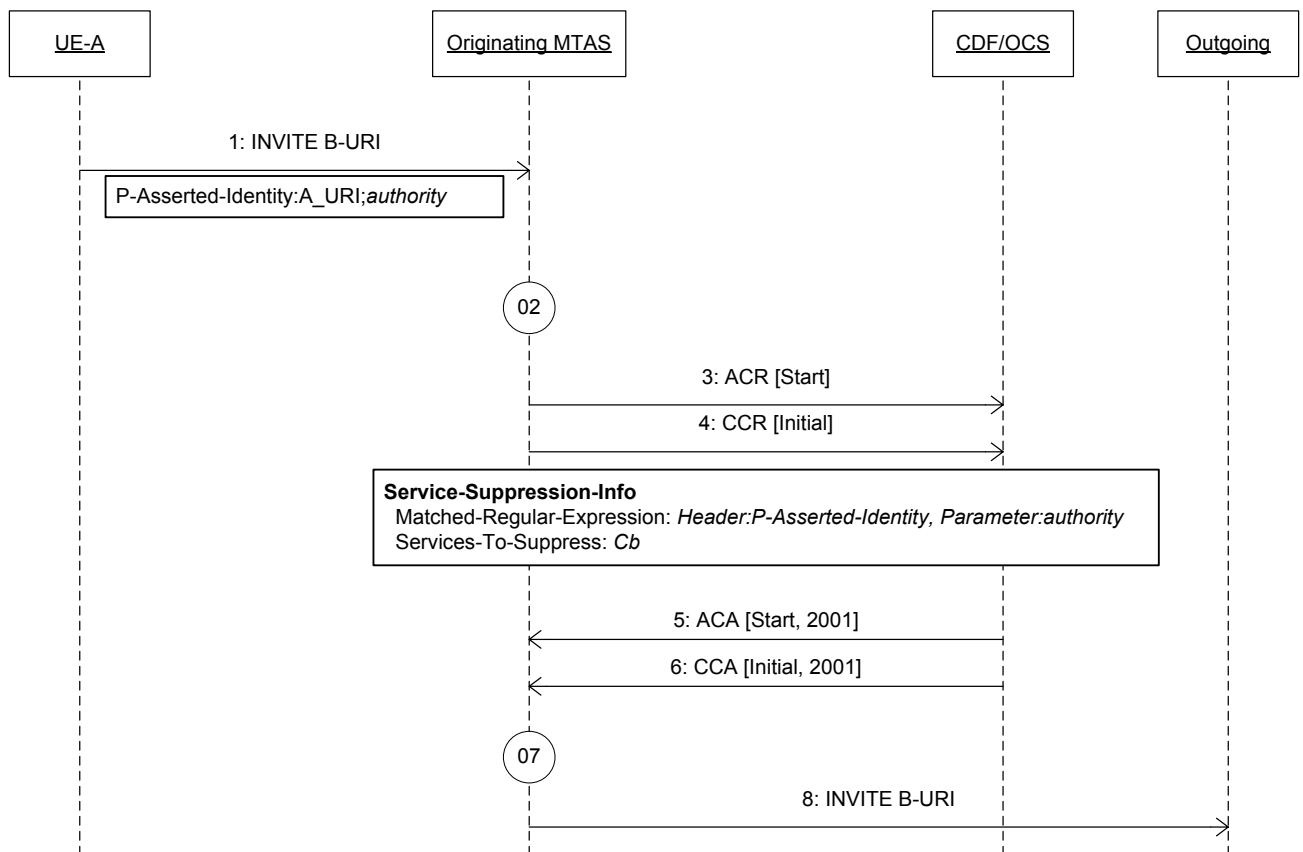 UE-A
Originating MTAS
CDF/OCS
Outgoing
1: INVITE B-URI
P-Asserted-Identity:A_URI;authority
02
3: ACR [Start]
4: CCR [Initial]
Service-Suppression-Info
Matched-Regular-Expression: Header:P-Asserted-Identity, Parameter:authority
Services-To-Suppress: Cb
5: ACA [Start, 2001]
6: CCA [Initial, 2001]
07
8: INVITE B-URI